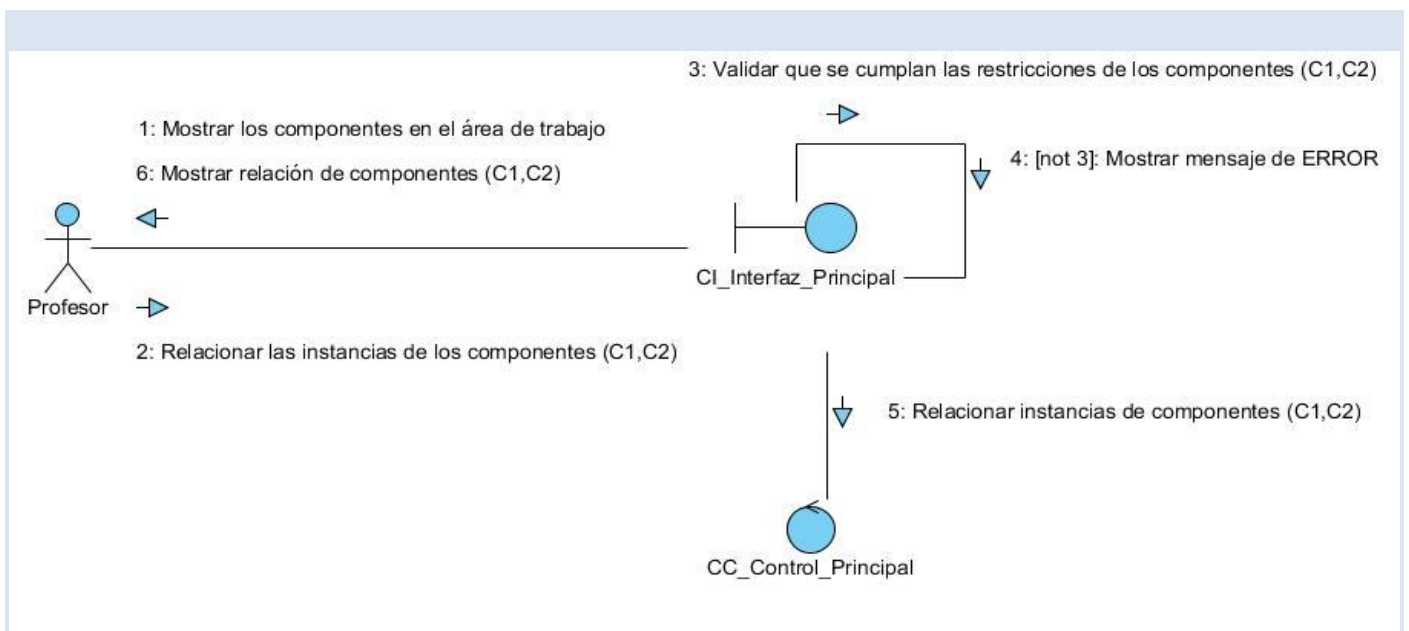 3: Validar que se cumplan las restricciones de los componentes (C1,C2)
1: Mostrar los componentes en el área de trabajo
4: [not 3]: Mostrar mensaje de ERROR
6: Mostrar relación de componentes (C1,C2)
CI_Interfaz_Principal
Profesor
2: Relacionar las instancias de los componentes (C1,C2)
5: Relacionar instancias de componentes (C1,C2)
CC_Control_Principal